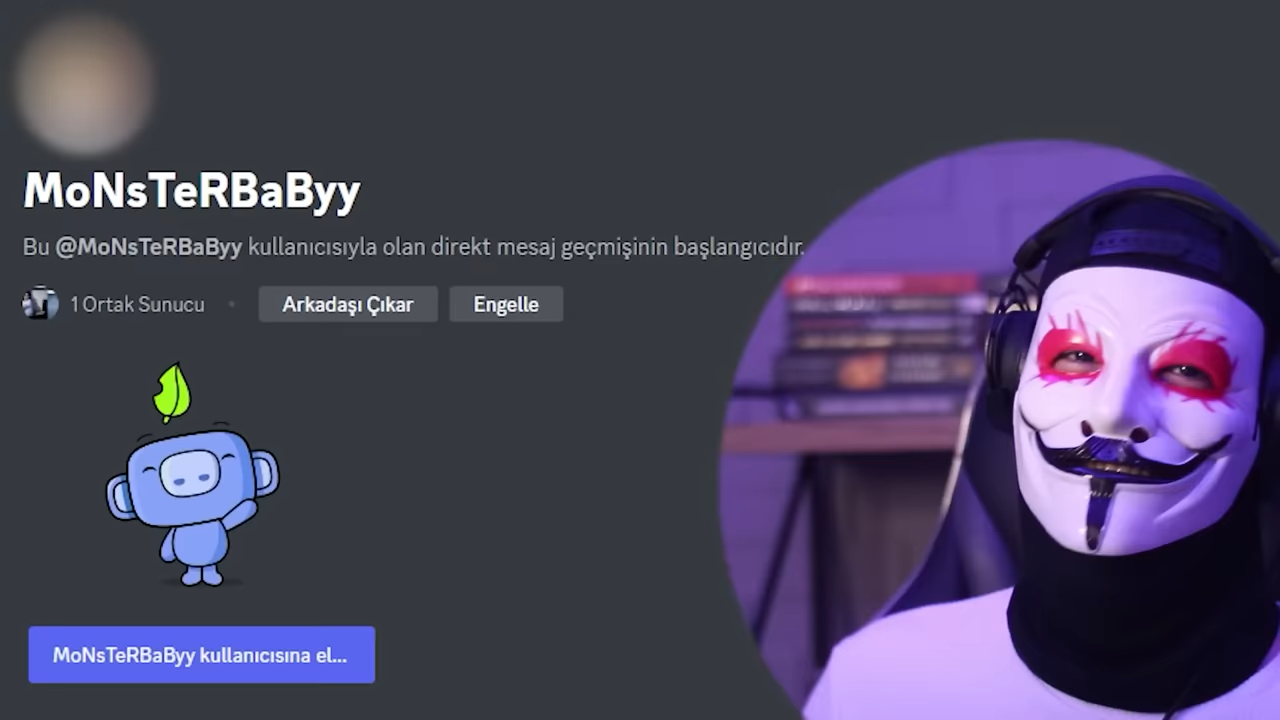 MoNsTeRBaByy
Bu @MoNsTeRBaByy kullanıcısıyla olan direkt mesaj geçmişinin başlangıcıdır.
1 Ortak Sunucu • Arkadaşı Çıkar Engelle
MoNsTeRBaByy kullanıcısına el...